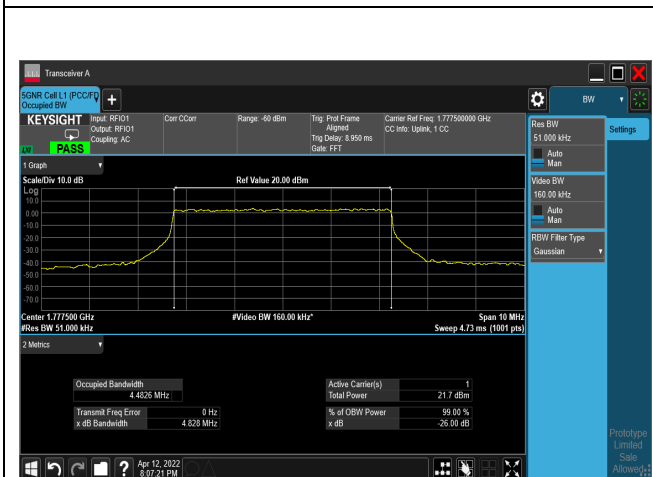 Transceiver A
5GNR Cell L1 (PCC/FD
Occupied BW
+
BW
KEYSIGHT
LXI
PASS
Input: RFIO1
Output: RFIO1
Coupling: AC
Corr CCorr
Range: -60 dBm
Trig: Prot Frame
Aligned
Trig Delay: 8.950 ms
Gate: FFT
Carrier Ref Freq: 1.777500000 GHz
CC Info: Uplink, 1 CC
Res BW
51.000 kHz
Auto
Man
Settings
Video BW
160.00 kHz
Auto
Man
RBW Filter Type
Gaussian
1 Graph
Scale/Div 10.0 dB
Ref Value 20.00 dBm
Log
10.0
0.00
-10.0
-20.0
-30.0
-40.0
-50.0
-60.0
-70.0
Center 1.777500 GHz
#Video BW 160.00 kHz*
Span 10 MHz
#Res BW 51.000 kHz
Sweep 4.73 ms (1001 pts)
2 Metrics
Occupied Bandwidth
4.4826 MHz
Active Carrier(s) 1
Total Power 21.7 dBm
Transmit Freq Error 0 Hz
x dB Bandwidth 4.828 MHz
% of OBW Power 99.00 %
x dB -26.00 dB
Prototype
Limited
Sale
Allowed
?
Apr 12, 2022
8:07:21 PM